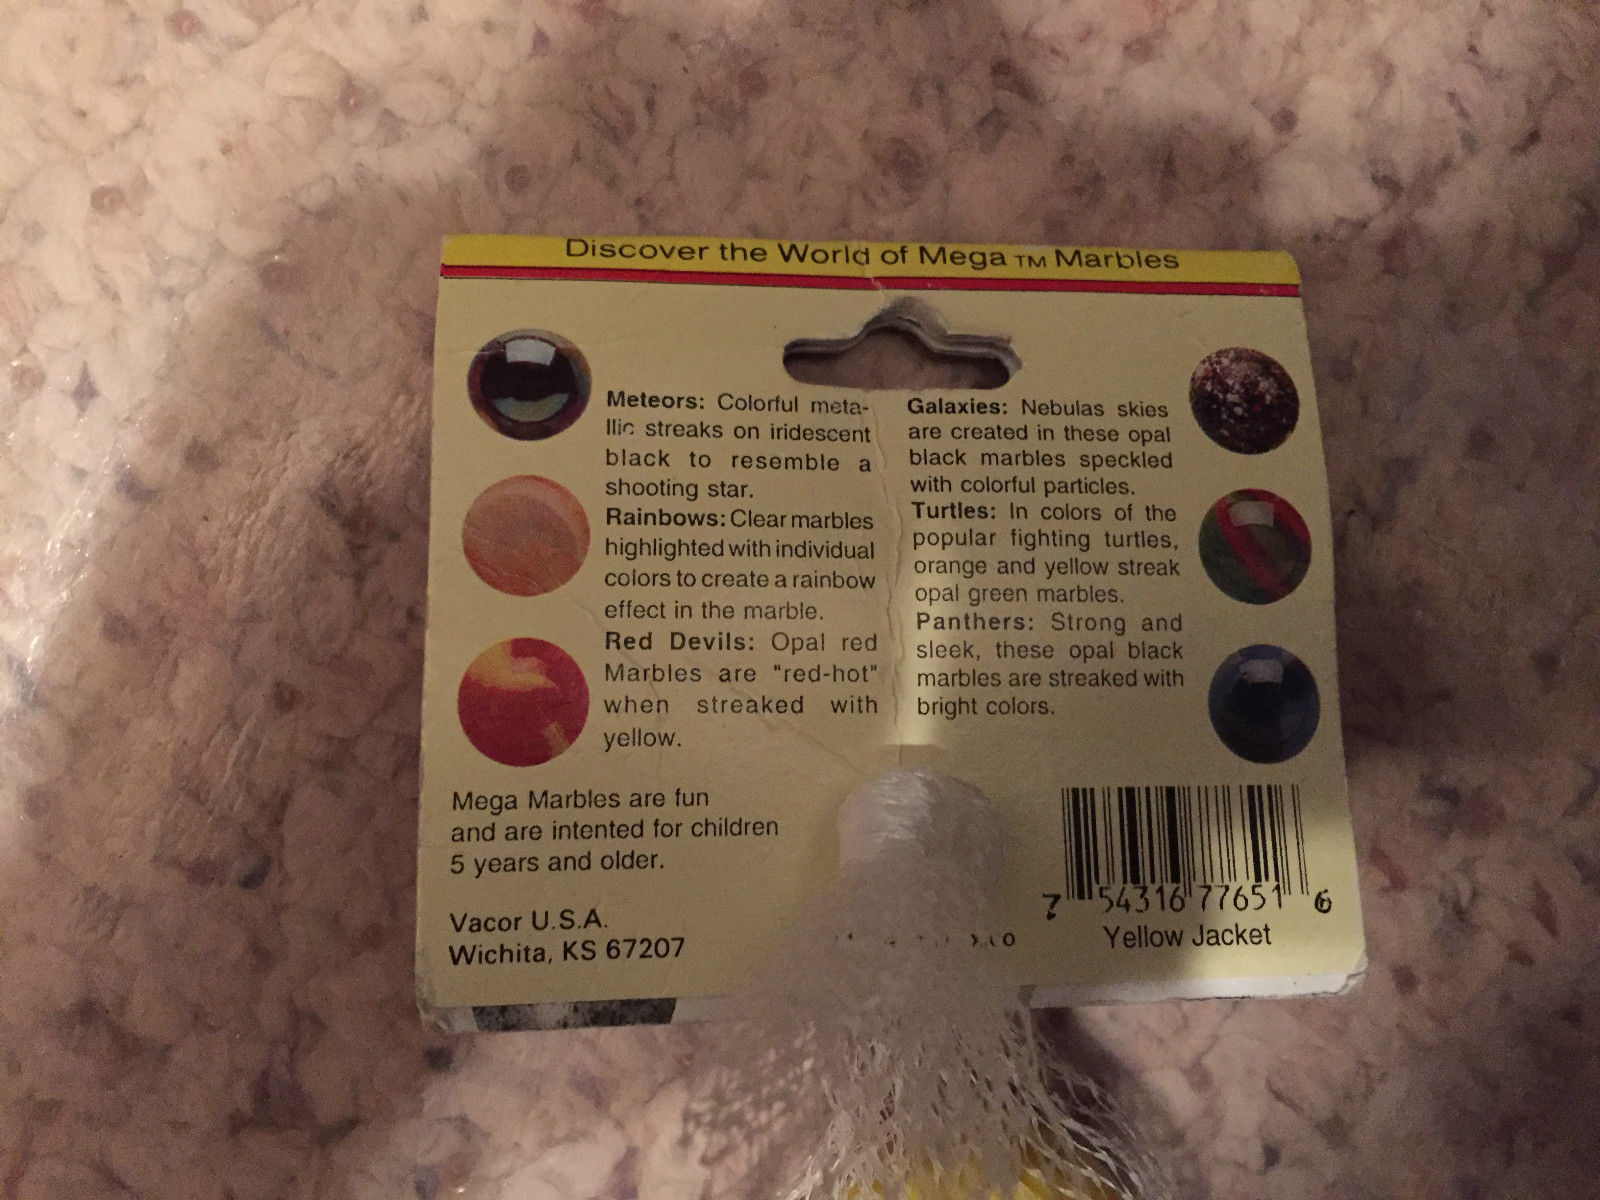 Discover the World of Mega TM Marbles
Meteors: Colorful meta-
llic streaks on iridescent
black to resemble a
shooting star.
Rainbows: Clear marbles
highlighted with individual
colors to create a rainbow
effect in the marble.
Red Devils: Opal red
Marbles are "red-hot"
when streaked with
yellow.
Galaxies: Nebulas skies
are created in these opal
black marbles speckled
with colorful particles.
Turtles: In colors of the
popular fighting turtles,
orange and yellow streak
opal green marbles.
Panthers: Strong and
sleek, these opal black
marbles are streaked with
bright colors.
Mega Marbles are fun
and are intented for children
5 years and older.
Vacor U.S.A.
Wichita, KS 67207
7 54316 77651 6
Yellow Jacket